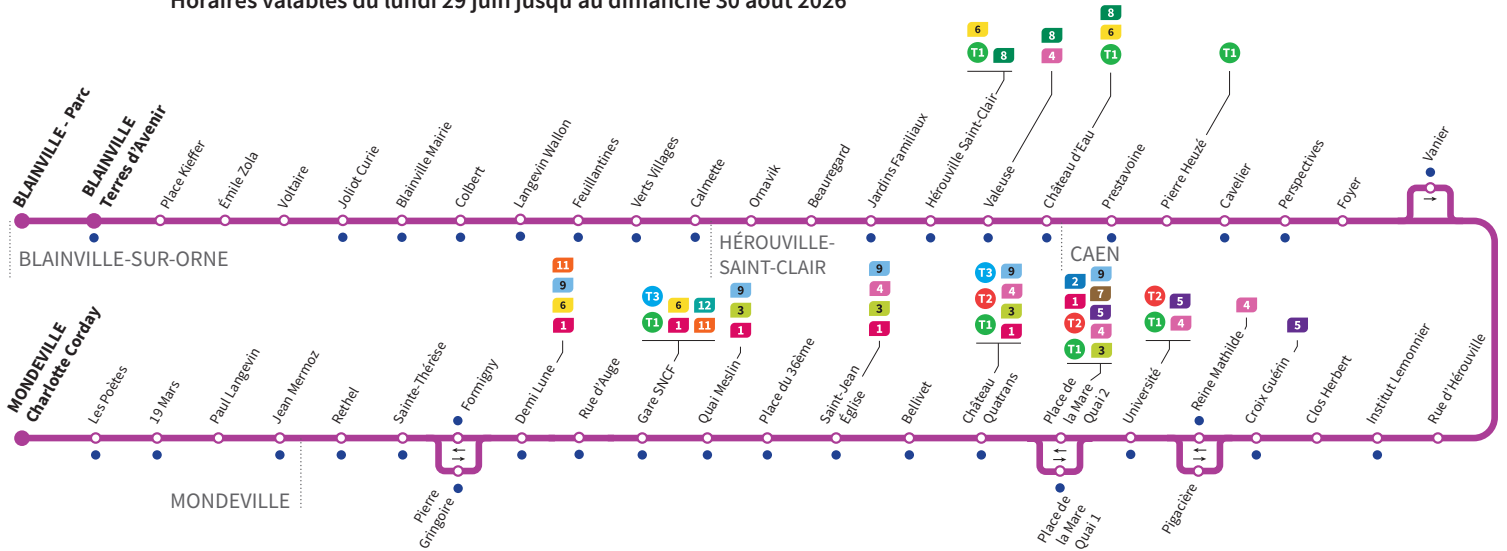 Horaires valables du lundi 29 juin jusqu'au dimanche 30 août 2026
BLAINVILLE - Parc
BLAINVILLE
Terres d'Avenir
Place Kieffer
Émile Zola
Voltaire
Joliot Curie
Blainville Mairie
Colbert
Langevin Wallon
Feuillantines
Verts Villages
Calmette
Ornavik
Beauregard
Jardins Familiaux
Hérouville Saint-Clair
6
T1 8
Valeuse
8
4
Château d'Eau
8
6
T1
Prestavoine
Pierre Heuzé
T1
Cavelier
Perspectives
Foyer
Vanier
BLAINVILLE-SUR-ORNE
HÉROUVILLE-
SAINT-CLAIR
CAEN
MONDEVILLE
Charlotte Corday
Les Poètes
19 Mars
Paul Langevin
Jean Mermoz
Rethel
Sainte-Thérèse
Formigny
Pierre
Gringoire
Demi Lune
11
9
6
1
Rue d'Auge
Gare SNCF
T3 6 12
T1 1 11
Quai Meslin
9
3
1
Place du 36ème
Saint-Jean
Église
9
4
3
1
Bellivet
Château
Quatrans
T3 9
T2 4
3
T1 1
Place de
la Mare
Quai 2
2 9
1 7
5
T2 4
T1 3
Place de
la Mare
Quai 1
Université
T2 5
T1 4
Reine Mathilde
4
Pigacière
Croix Guérin
5
Clos Herbert
Institut Lemonnier
Rue d'Hérouville
MONDEVILLE